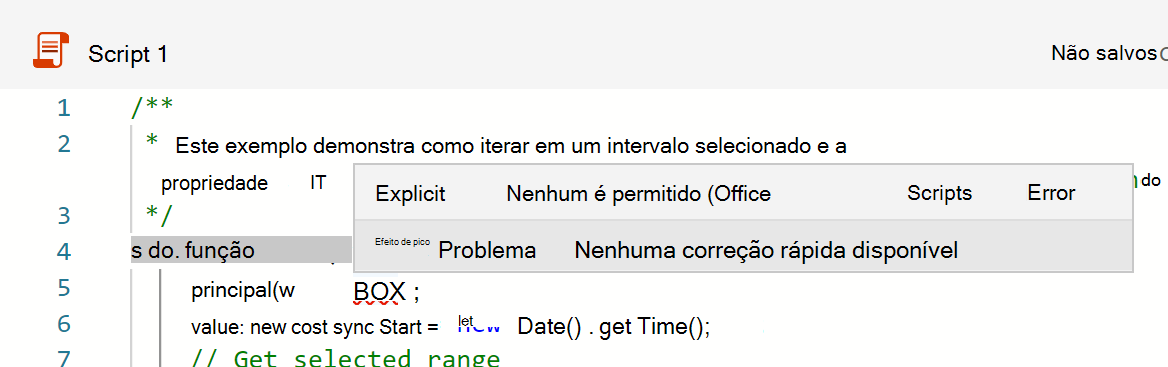 Script 1
Não salvos
1 /**
2 * Este exemplo demonstra como iterar em um intervalo selecionado e a
propriedade IT do
Explicit Nenhum é permitido (Office Scripts Error
3 */
4 s do. função
Efeito de pico Problema Nenhuma correção rápida disponível
5 principal(w BOX ;
6 value: new cost sync Start = let new Date() . get Time();
7 // Get selected range